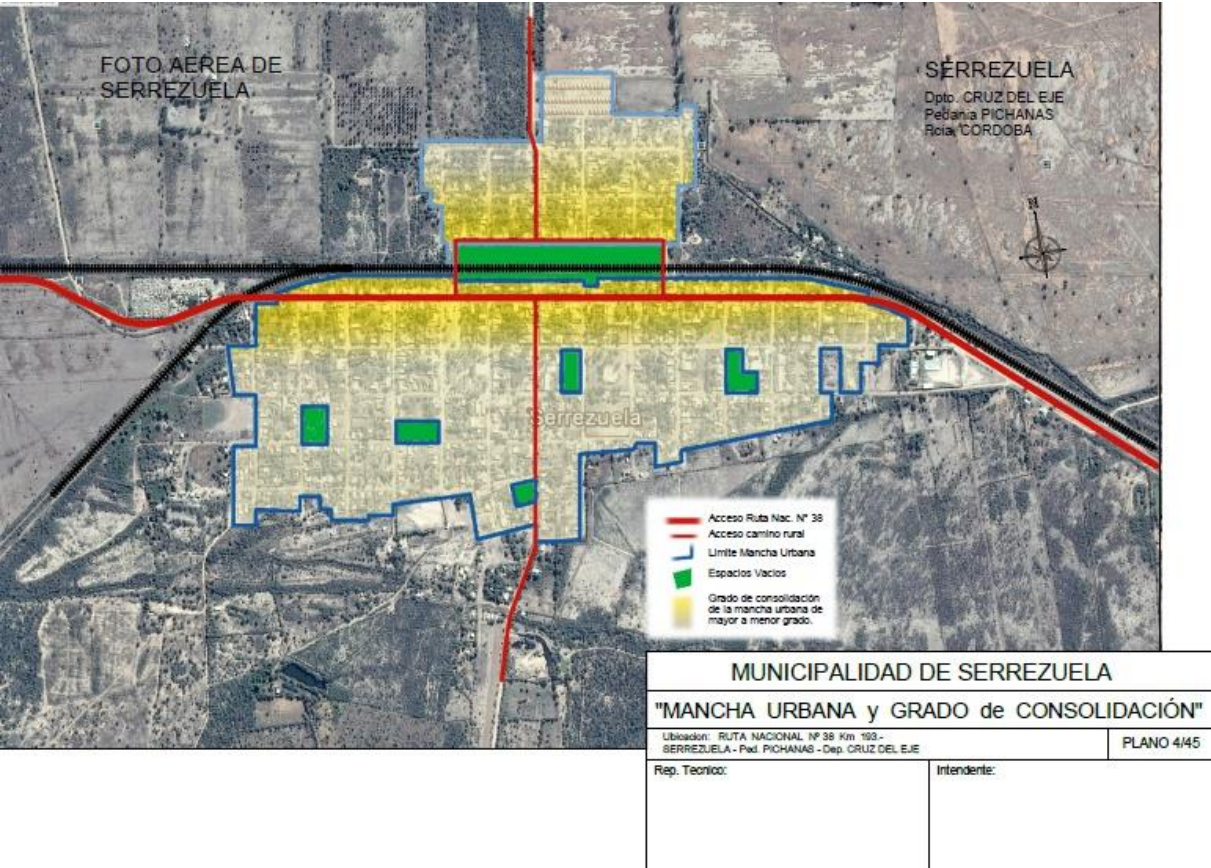 FOTO AEREA DE
SERREZUELA
SERREZUELA
Dpto. CRUZ DEL EJE
Pedania PICHANAS
Pcia. CORDOBA
N
Serrezuela
Acceso Ruta Nac. N° 38
Acceso camino rural
Limite Mancha Urbana
Espacios Vacios
Grado de consolidación
de la mancha urbana de
mayor a menor grado.
MUNICIPALIDAD DE SERREZUELA
"MANCHA URBANA y GRADO de CONSOLIDACIÓN"
Ubicacion: RUTA NACIONAL Nº 38 Km 193.-
SERREZUELA - Ped. PICHANAS - Dep. CRUZ DEL EJE
PLANO 4/45
Rep. Tecnico:
Intendente: